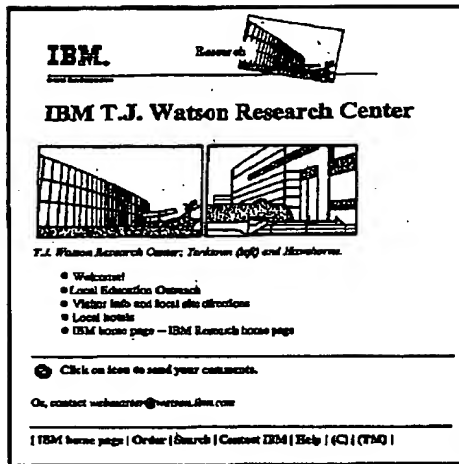 IBM.
Research
IBM T.J. Watson Research Center
T.J. Watson Research Center; Yorktown (left) and Hawthorne.
• Welcome!
• Local Education Outreach
• Visitor info and local site directions
• Local hotels
• IBM home page — IBM Research home page
Click on icon to send your comments.
Or, contact webmaster@watson.ibm.com
[ IBM home page | Order | Search | Contact IBM | Help | (C) | (TM) ]